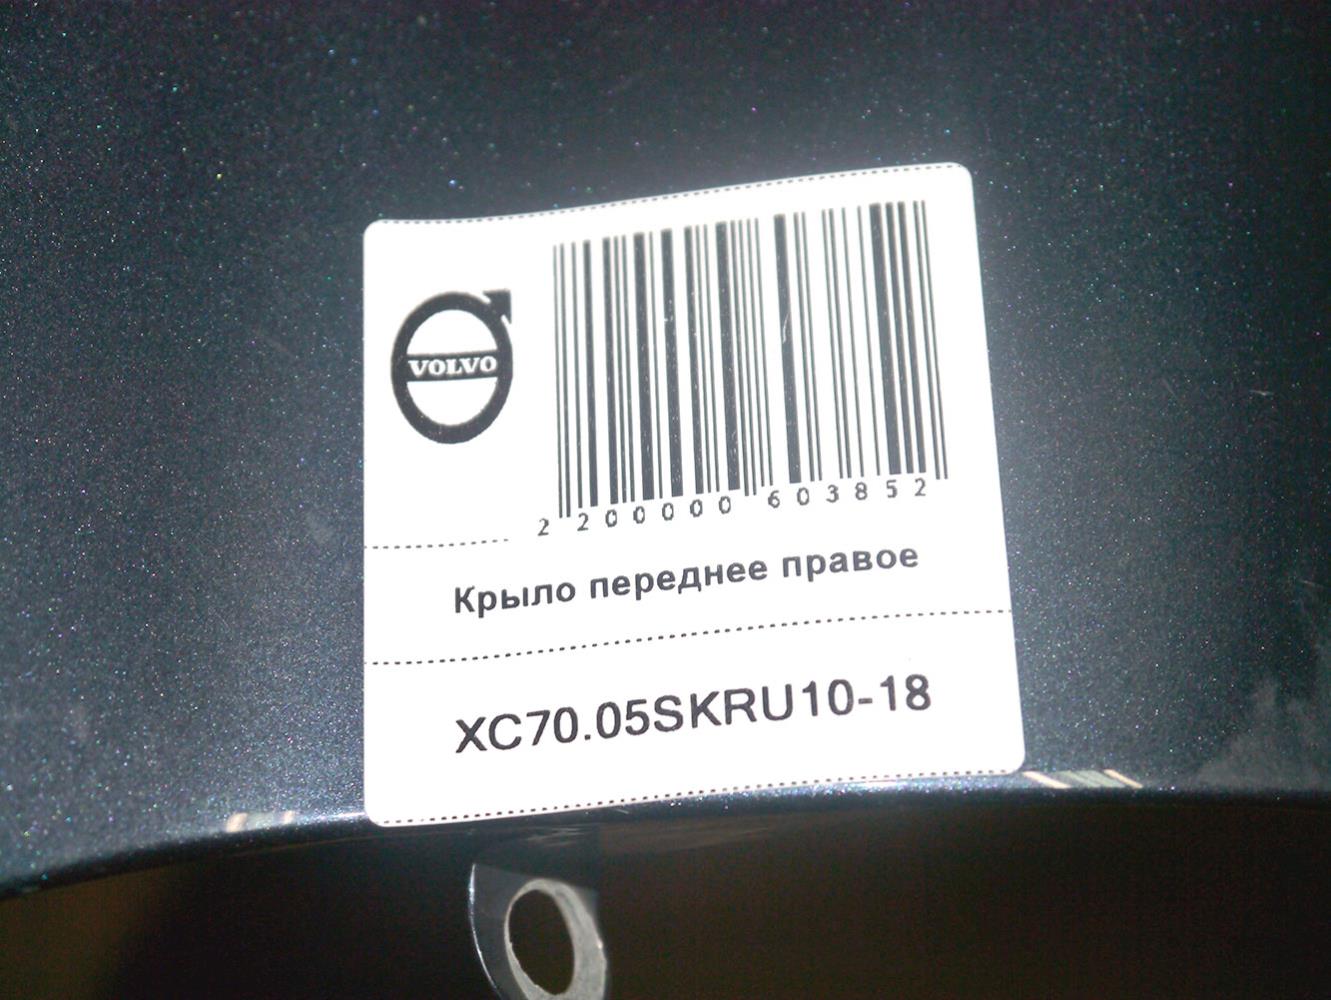 VOLVO
2 200000 603852
Крыло переднее правое
XC70.05SKRU10-18